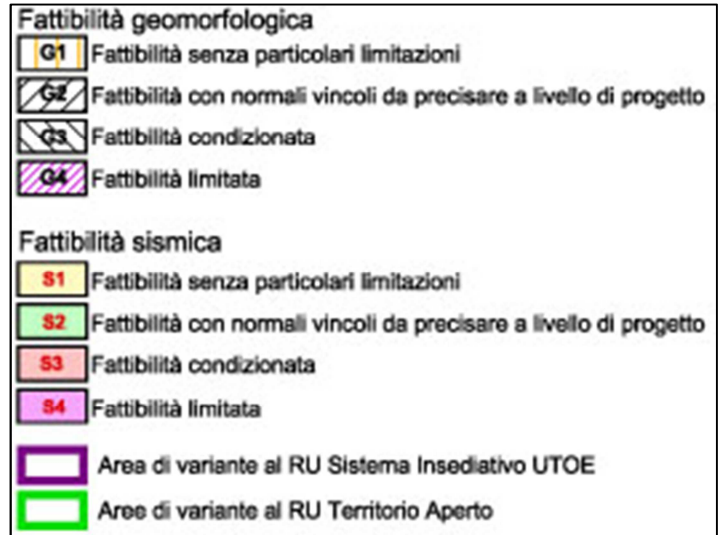 Fattibilità geomorfologica
G1 Fattibilità senza particolari limitazioni
G2 Fattibilità con normali vincoli da precisare a livello di progetto
G3 Fattibilità condizionata
G4 Fattibilità limitata
Fattibilità sismica
S1 Fattibilità senza particolari limitazioni
S2 Fattibilità con normali vincoli da precisare a livello di progetto
S3 Fattibilità condizionata
S4 Fattibilità limitata
Area di variante al RU Sistema Insediativo UTOE
Aree di variante al RU Territorio Aperto